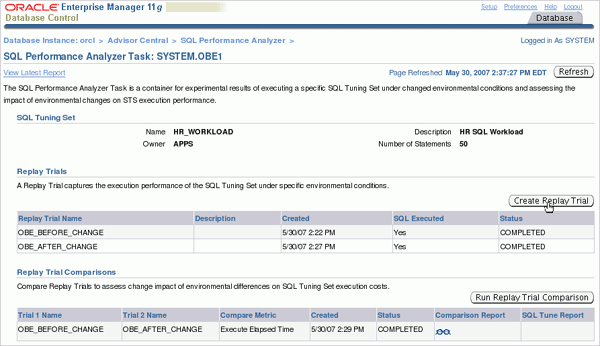 ORACLE Enterprise Manager 11g
Database Control
Setup Preferences Help Logout
Database
Database Instance: orcl > Advisor Central > SQL Performance Analyzer >
Logged in As SYSTEM
SQL Performance Analyzer Task: SYSTEM.OBE1
View Latest Report
Page Refreshed May 30, 2007 2:37:27 PM EDT Refresh
The SQL Performance Analyzer Task is a container for experimental results of executing a specific SQL Tuning Set under changed environmental conditions and assessing the
impact of environmental changes on STS execution performance.
SQL Tuning Set
Name HR_WORKLOAD Description HR SQL Workload
Owner APPS Number of Statements 50
Replay Trials
A Replay Trial captures the execution performance of the SQL Tuning Set under specific environmental conditions.
Create Replay Trial
Replay Trial Name Description Created SQL Executed Status
OBE_BEFORE_CHANGE 5/30/07 2:22 PM Yes COMPLETED
OBE_AFTER_CHANGE 5/30/07 2:27 PM Yes COMPLETED
Replay Trial Comparisons
Compare Replay Trials to assess change impact of environmental differences on SQL Tuning Set execution costs.
Run Replay Trial Comparison
Trial 1 Name Trial 2 Name Compare Metric Created Status Comparison Report SQL Tune Report
OBE_BEFORE_CHANGE OBE_AFTER_CHANGE Execute Elapsed Time 5/30/07 2:29 PM COMPLETED